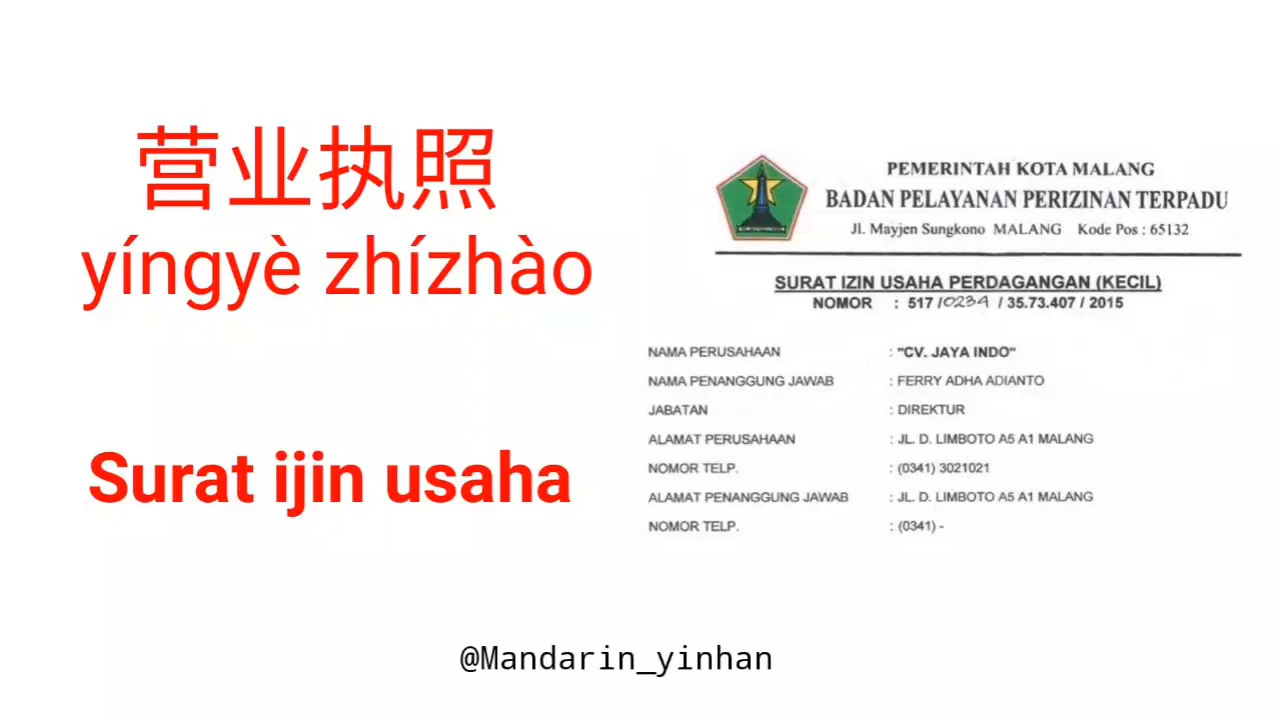 营业执照
yíngyè zhízhào
Surat ijin usaha
PEMERINTAH KOTA MALANG
BADAN PELAYANAN PERIZINAN TERPADU
Jl. Mayjen Sungkono MALANG Kode Pos : 65132
SURAT IZIN USAHA PERDAGANGAN (KECIL)
NOMOR : 517 /0234 / 35.73.407 / 2015
NAMA PERUSAHAAN : "CV. JAYA INDO"
NAMA PENANGGUNG JAWAB : FERRY ADHA ADIANTO
JABATAN : DIREKTUR
ALAMAT PERUSAHAAN : JL. D. LIMBOTO A5 A1 MALANG
NOMOR TELP. : (0341) 3021021
ALAMAT PENANGGUNG JAWAB : JL. D. LIMBOTO A5 A1 MALANG
NOMOR TELP. : (0341) -
@Mandarin_yinhan